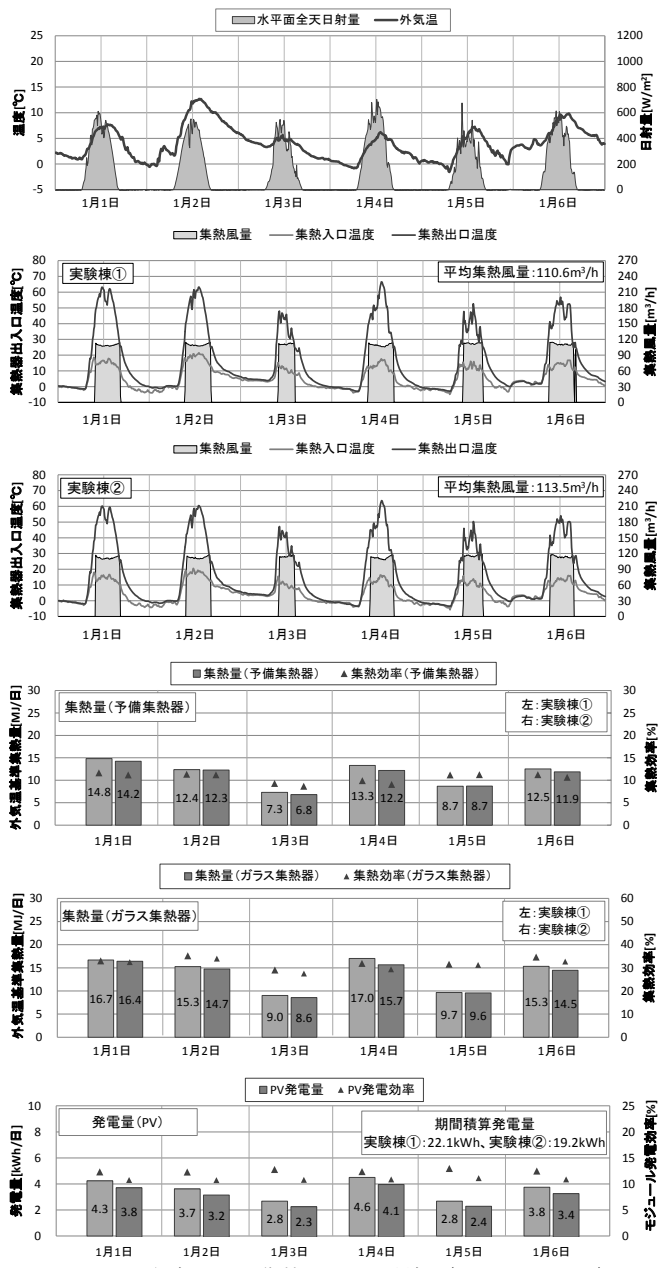 水平面全天日射量 外気温
温度[℃]
25
20
15
10
5
0
-5
日射量[W/m²]
1200
1000
800
600
400
200
0
1月1日 1月2日 1月3日 1月4日 1月5日 1月6日
集熱風量 集熱入口温度 集熱出口温度
実験棟①
平均集熱風量:110.6m³/h
集熱器出入口温度[℃]
80
70
60
50
40
30
20
10
0
-10
集熱風量[m³/h]
270
240
210
180
150
120
90
60
30
0
1月1日 1月2日 1月3日 1月4日 1月5日 1月6日
集熱風量 集熱入口温度 集熱出口温度
実験棟②
平均集熱風量:113.5m³/h
集熱器出入口温度[℃]
80
70
60
50
40
30
20
10
0
-10
集熱風量[m³/h]
270
240
210
180
150
120
90
60
30
0
1月1日 1月2日 1月3日 1月4日 1月5日 1月6日
集熱量(予備集熱器) 集熱効率(予備集熱器)
集熱量(予備集熱器)
左:実験棟①
右:実験棟②
外気温基準集熱量[MJ/日]
30
25
20
15
10
5
0
集熱効率[%]
30
25
20
15
10
5
0
14.8 14.2 12.4 12.3 7.3 6.8 13.3 12.2 8.7 8.7 12.5 11.9
1月1日 1月2日 1月3日 1月4日 1月5日 1月6日
集熱量(ガラス集熱器) 集熱効率(ガラス集熱器)
集熱量(ガラス集熱器)
左:実験棟①
右:実験棟②
外気温基準集熱量[MJ/日]
30
25
20
15
10
5
0
集熱効率[%]
60
50
40
30
20
10
0
16.7 16.4 15.3 14.7 9.0 8.6 17.0 15.7 9.7 9.6 15.3 14.5
1月1日 1月2日 1月3日 1月4日 1月5日 1月6日
PV発電量 PV発電効率
発電量(PV)
期間積算発電量
実験棟①:22.1kWh、実験棟②:19.2kWh
発電量[kWh/日]
10
8
6
4
2
0
モジュール発電効率[%]
25
20
15
10
5
0
4.3 3.8 3.7 3.2 2.8 2.3 4.6 4.1 2.8 2.4 3.8 3.4
1月1日 1月2日 1月3日 1月4日 1月5日 1月6日